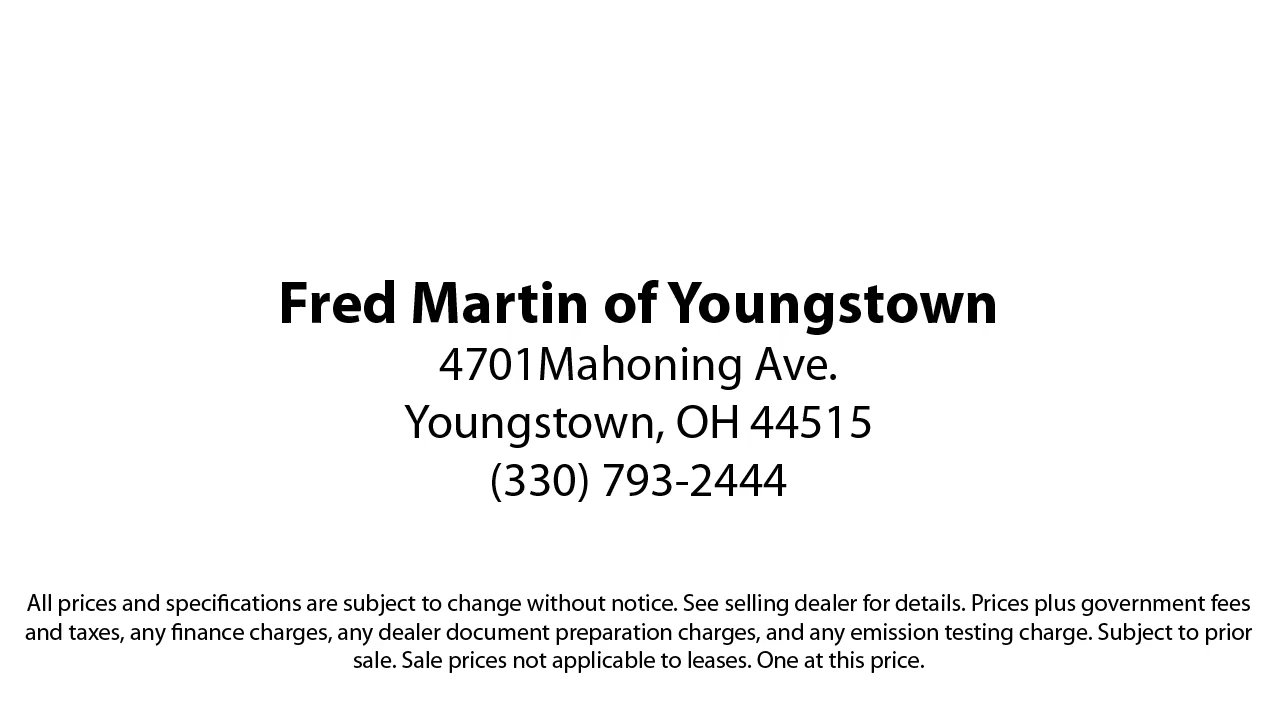 Fred Martin of Youngstown
4701Mahoning Ave.
Youngstown, OH 44515
(330) 793-2444
All prices and specifications are subject to change without notice. See selling dealer for details. Prices plus government fees
and taxes, any finance charges, any dealer document preparation charges, and any emission testing charge. Subject to prior
sale. Sale prices not applicable to leases. One at this price.